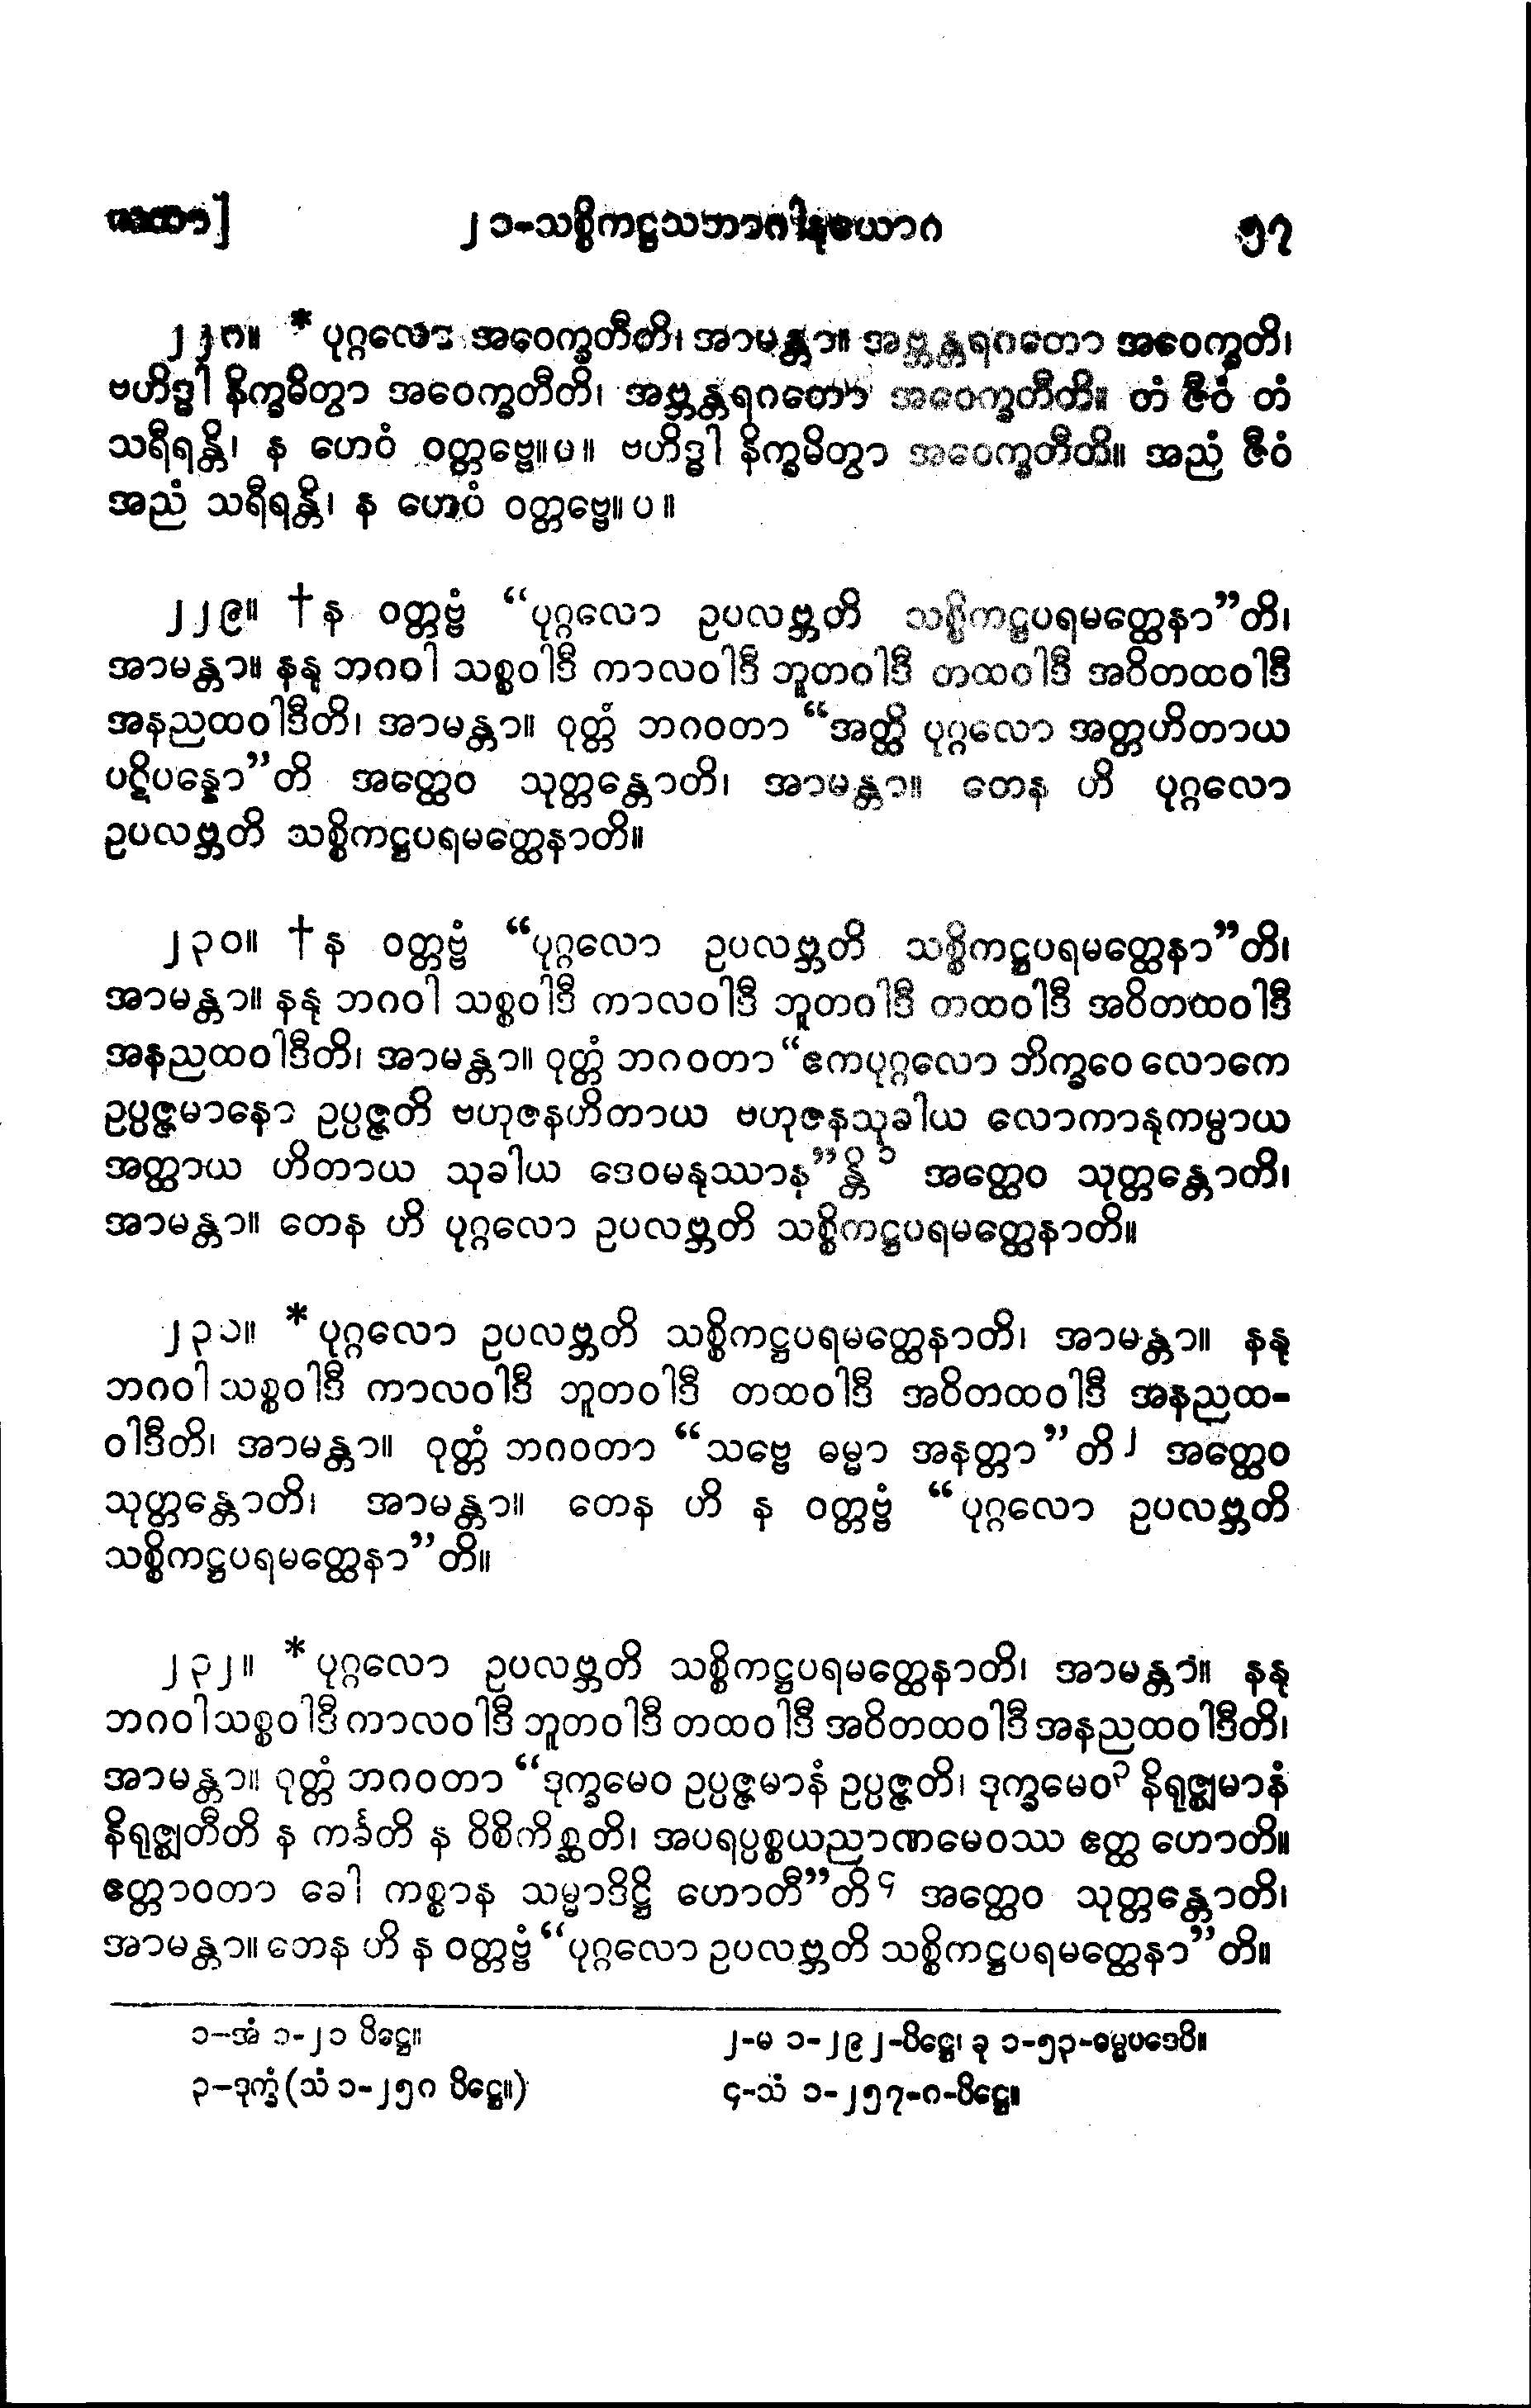 ၂၁-သစ္စိကဋ္ဌသဘာဂါနုယောဂ ၅၇
၂၂၈။ * ပုဂ္ဂလော အဝေက္ခတီတိ၊ အာမန္တာ။ အဗ္ဘန္တရဂတော အဝေက္ခတိ၊
ဗဟိဒ္ဓါ နိက္ခမိတွာ အဝေက္ခတီတိ၊ အဗ္ဘန္တရဂတော အဝေက္ခတီတိ။ တံ ဇီဝံ တံ
သရီရန္တိ၊ န ဟေဝံ ဝတ္တဗ္ဗေ။ပ။ ဗဟိဒ္ဓါ နိက္ခမိတွာ အဝေက္ခတီတိ။ အညံ ဇီဝံ
အညံ သရီရန္တိ၊ န ဟေဝံ ဝတ္တဗ္ဗေ။ပ။
၂၂၉။ †န ဝတ္တဗ္ဗံ “ပုဂ္ဂလော ဥပလဗ္ဘတိ သစ္စိကဋ္ဌပရမတ္ထေနာ”တိ၊
အာမန္တာ။ နနု ဘဂဝါ သစ္စဝါဒီ ကာလဝါဒီ ဘူတဝါဒီ တထဝါဒီ အဝိတထဝါဒီ
အနညထဝါဒီတိ၊ အာမန္တာ။ ဝုတ္တံ ဘဂဝတာ “အတ္ထိ ပုဂ္ဂလော အတ္တဟိတာယ
ပဋိပန္နော”တိ အတ္ထေဝ သုတ္တန္တောတိ၊ အာမန္တာ။ တေန ဟိ ပုဂ္ဂလော
ဥပလဗ္ဘတိ သစ္စိကဋ္ဌပရမတ္ထေနာတိ။
၂၃၀။ †န ဝတ္တဗ္ဗံ “ပုဂ္ဂလော ဥပလဗ္ဘတိ သစ္စိကဋ္ဌပရမတ္ထေနာ”တိ၊
အာမန္တာ။ နနု ဘဂဝါ သစ္စဝါဒီ ကာလဝါဒီ ဘူတဝါဒီ တထဝါဒီ အဝိတထဝါဒီ
အနညထဝါဒီတိ၊ အာမန္တာ။ ဝုတ္တံ ဘဂဝတာ “ဧကပုဂ္ဂလော ဘိက္ခဝေ လောကေ
ဥပ္ပဇ္ဇမာနော ဥပ္ပဇ္ဇတိ ဗဟုဇနဟိတာယ ဗဟုဇနသုခါယ လောကာနုကမ္ပာယ
အတ္ထာယ ဟိတာယ သုခါယ ဒေဝမနုဿာန”န္တိ၁ အတ္ထေဝ သုတ္တန္တောတိ၊
အာမန္တာ။ တေန ဟိ ပုဂ္ဂလော ဥပလဗ္ဘတိ သစ္စိကဋ္ဌပရမတ္ထေနာတိ။
၂၃၁။ * ပုဂ္ဂလော ဥပလဗ္ဘတိ သစ္စိကဋ္ဌပရမတ္ထေနာတိ၊ အာမန္တာ။ နနု
ဘဂဝါ သစ္စဝါဒီ ကာလဝါဒီ ဘူတဝါဒီ တထဝါဒီ အဝိတထဝါဒီ အနညထ-
ဝါဒီတိ၊ အာမန္တာ။ ဝုတ္တံ ဘဂဝတာ “သဗ္ဗေ ဓမ္မာ အနတ္တာ”တိ၂ အတ္ထေဝ
သုတ္တန္တောတိ၊ အာမန္တာ။ တေန ဟိ န ဝတ္တဗ္ဗံ “ပုဂ္ဂလော ဥပလဗ္ဘတိ
သစ္စိကဋ္ဌပရမတ္ထေနာ”တိ။
၂၃၂။ * ပုဂ္ဂလော ဥပလဗ္ဘတိ သစ္စိကဋ္ဌပရမတ္ထေနာတိ၊ အာမန္တာ။ နနု
ဘဂဝါ သစ္စဝါဒီ ကာလဝါဒီ ဘူတဝါဒီ တထဝါဒီ အဝိတထဝါဒီ အနညထဝါဒီတိ၊
အာမန္တာ။ ဝုတ္တံ ဘဂဝတာ “ဒုက္ခမေဝ ဥပ္ပဇ္ဇမာနံ ဥပ္ပဇ္ဇတိ၊ ဒုက္ခမေဝ၃ နိရုဇ္ဈမာနံ
နိရုဇ္ဈတီတိ န ကင်္ခတိ န ဝိစိကိစ္ဆတိ၊ အပရပ္ပစ္စယညာဏမေဝဿ ဧတ္ထ ဟောတိ။
ဧတ္တာဝတာ ခေါ ကစ္စာန သမ္မာဒိဋ္ဌိ ဟောတီ”တိ၄ အတ္ထေဝ သုတ္တန္တောတိ၊
အာမန္တာ။ တေန ဟိ န ဝတ္တဗ္ဗံ “ပုဂ္ဂလော ဥပလဗ္ဘတိ သစ္စိကဋ္ဌပရမတ္ထေနာ”တိ။
၁-အံ ၁-၂၁ ပိဋ္ဌေ။ ၂-မ ၁-၂၉၂-ပိဋ္ဌေ၊ ခု ၁-၅၃-ဓမ္မပဒေပိ။
၃-ဒုက္ခံ (သံ ၁-၂၅၈ ပိဋ္ဌေ။) ၄-သံ ၁-၂၅၇-၈-ပိဋ္ဌေ။